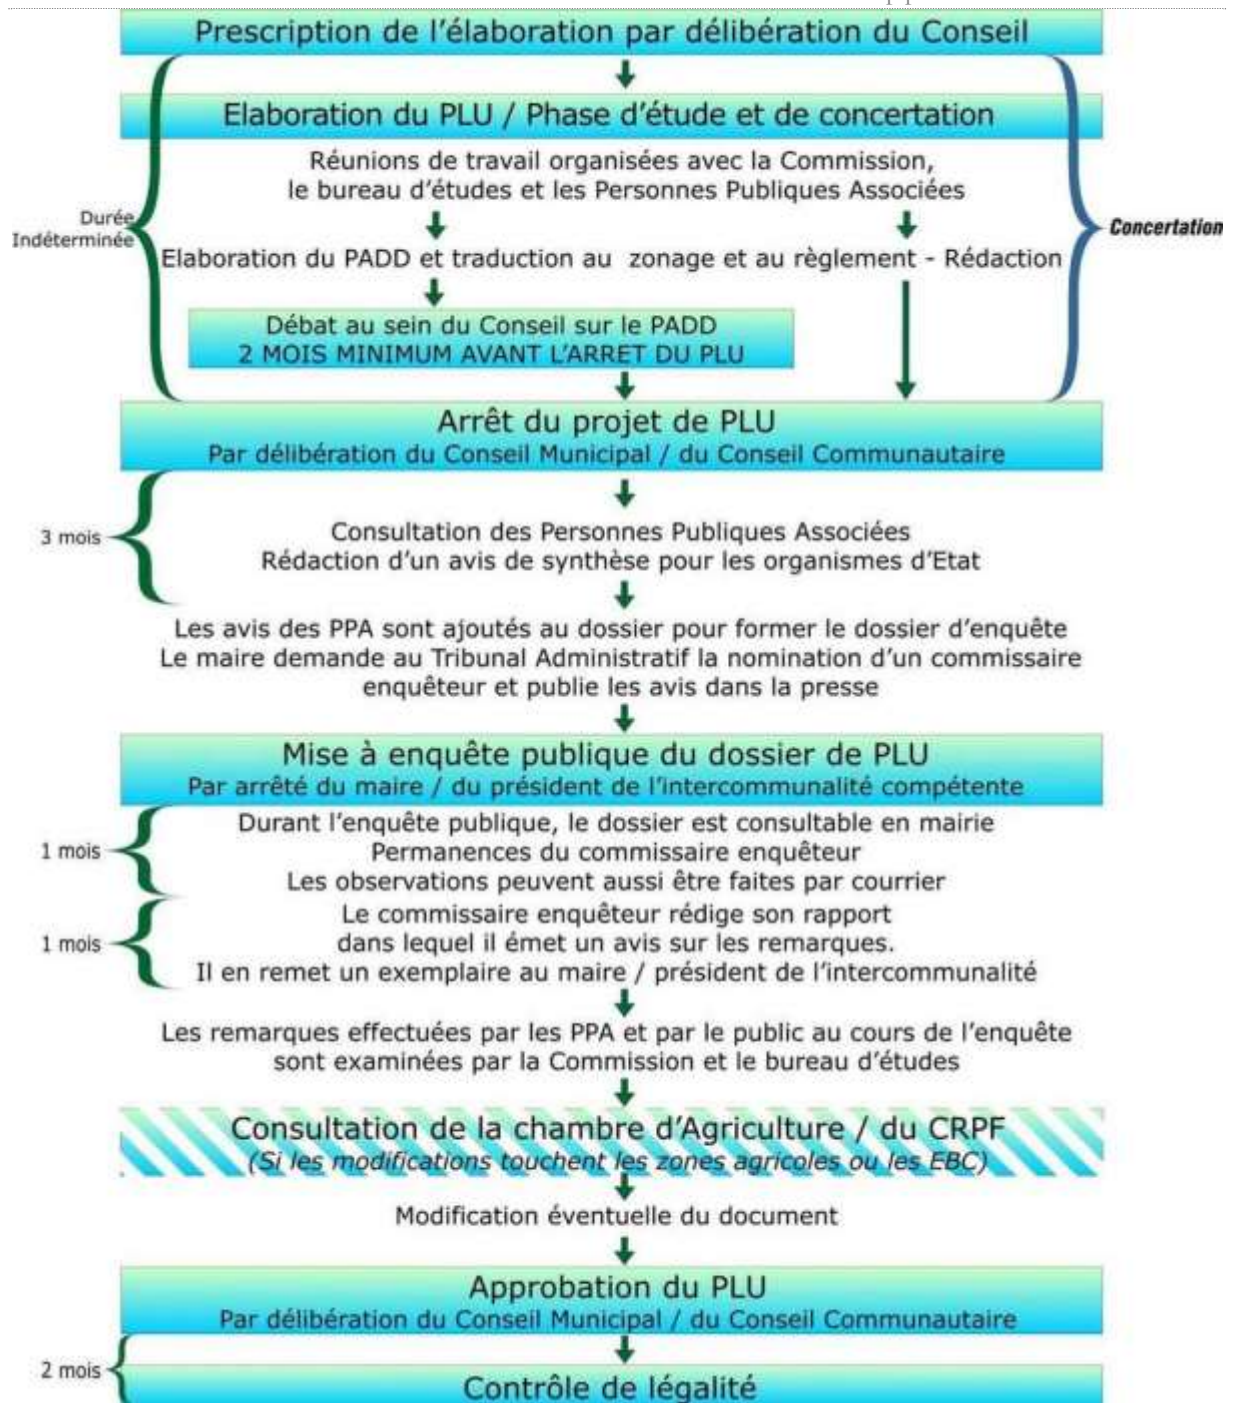 Prescription de l'élaboration par délibération du Conseil
Elaboration du PLU / Phase d'étude et de concertation
Réunions de travail organisées avec la Commission,
le bureau d'études et les Personnes Publiques Associées
Durée
Indéterminée
Concertation
Elaboration du PADD et traduction au zonage et au règlement - Rédaction
Débat au sein du Conseil sur le PADD
2 MOIS MINIMUM AVANT L'ARRET DU PLU
Arrêt du projet de PLU
Par délibération du Conseil Municipal / du Conseil Communautaire
3 mois
Consultation des Personnes Publiques Associées
Rédaction d'un avis de synthèse pour les organismes d'Etat
Les avis des PPA sont ajoutés au dossier pour former le dossier d'enquête
Le maire demande au Tribunal Administratif la nomination d'un commissaire
enquêteur et publie les avis dans la presse
Mise à enquête publique du dossier de PLU
Par arrêté du maire / du président de l'intercommunalité compétente
Durant l'enquête publique, le dossier est consultable en mairie
1 mois
Permanences du commissaire enquêteur
Les observations peuvent aussi être faites par courrier
Le commissaire enquêteur rédige son rapport
1 mois
dans lequel il émet un avis sur les remarques.
Il en remet un exemplaire au maire / président de l'intercommunalité
Les remarques effectuées par les PPA et par le public au cours de l'enquête
sont examinées par la Commission et le bureau d'études
Consultation de la chambre d'Agriculture / du CRPF
(Si les modifications touchent les zones agricoles ou les EBC)
Modification éventuelle du document
Approbation du PLU
Par délibération du Conseil Municipal / du Conseil Communautaire
2 mois
Contrôle de légalité